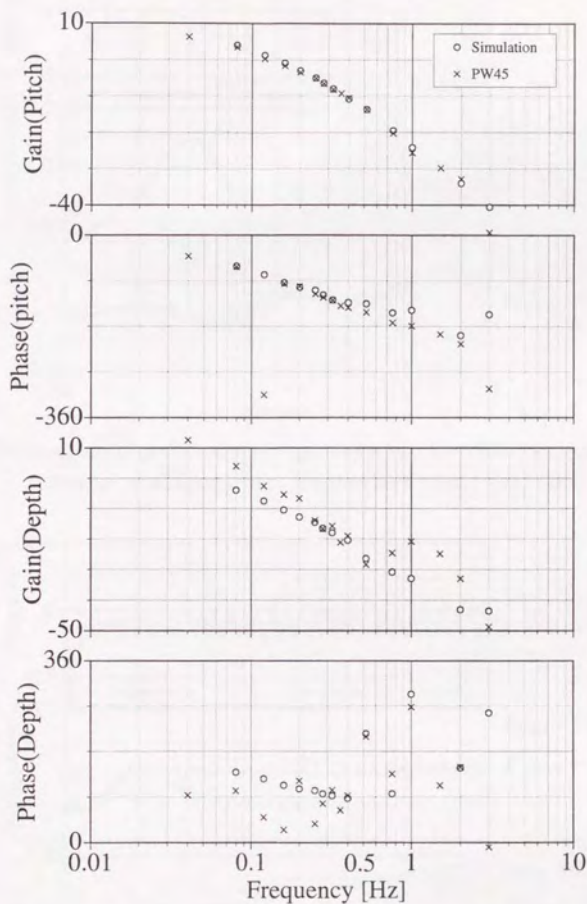 10
Simulation
PW45
Gain(Pitch)
-40
0
Phase(pitch)
-360
10
Gain(Depth)
-50
360
Phase(Depth)
0
0.01
0.1
0.5
1
10
Frequency [Hz]